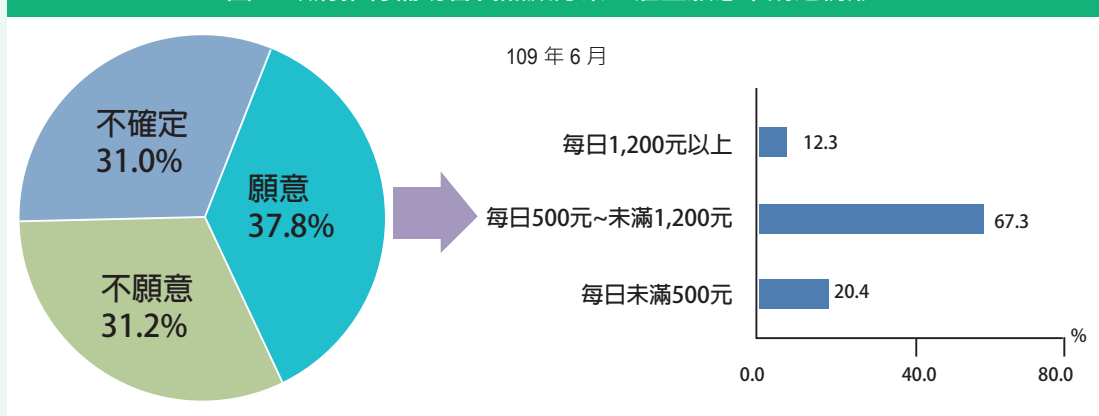 109 年 6 月
不確定
31.0%
願意
37.8%
不願意
31.2%
每日1,200元以上
12.3
每日500元~未滿1,200元
67.3
每日未滿500元
20.4
%
0.0
40.0
80.0